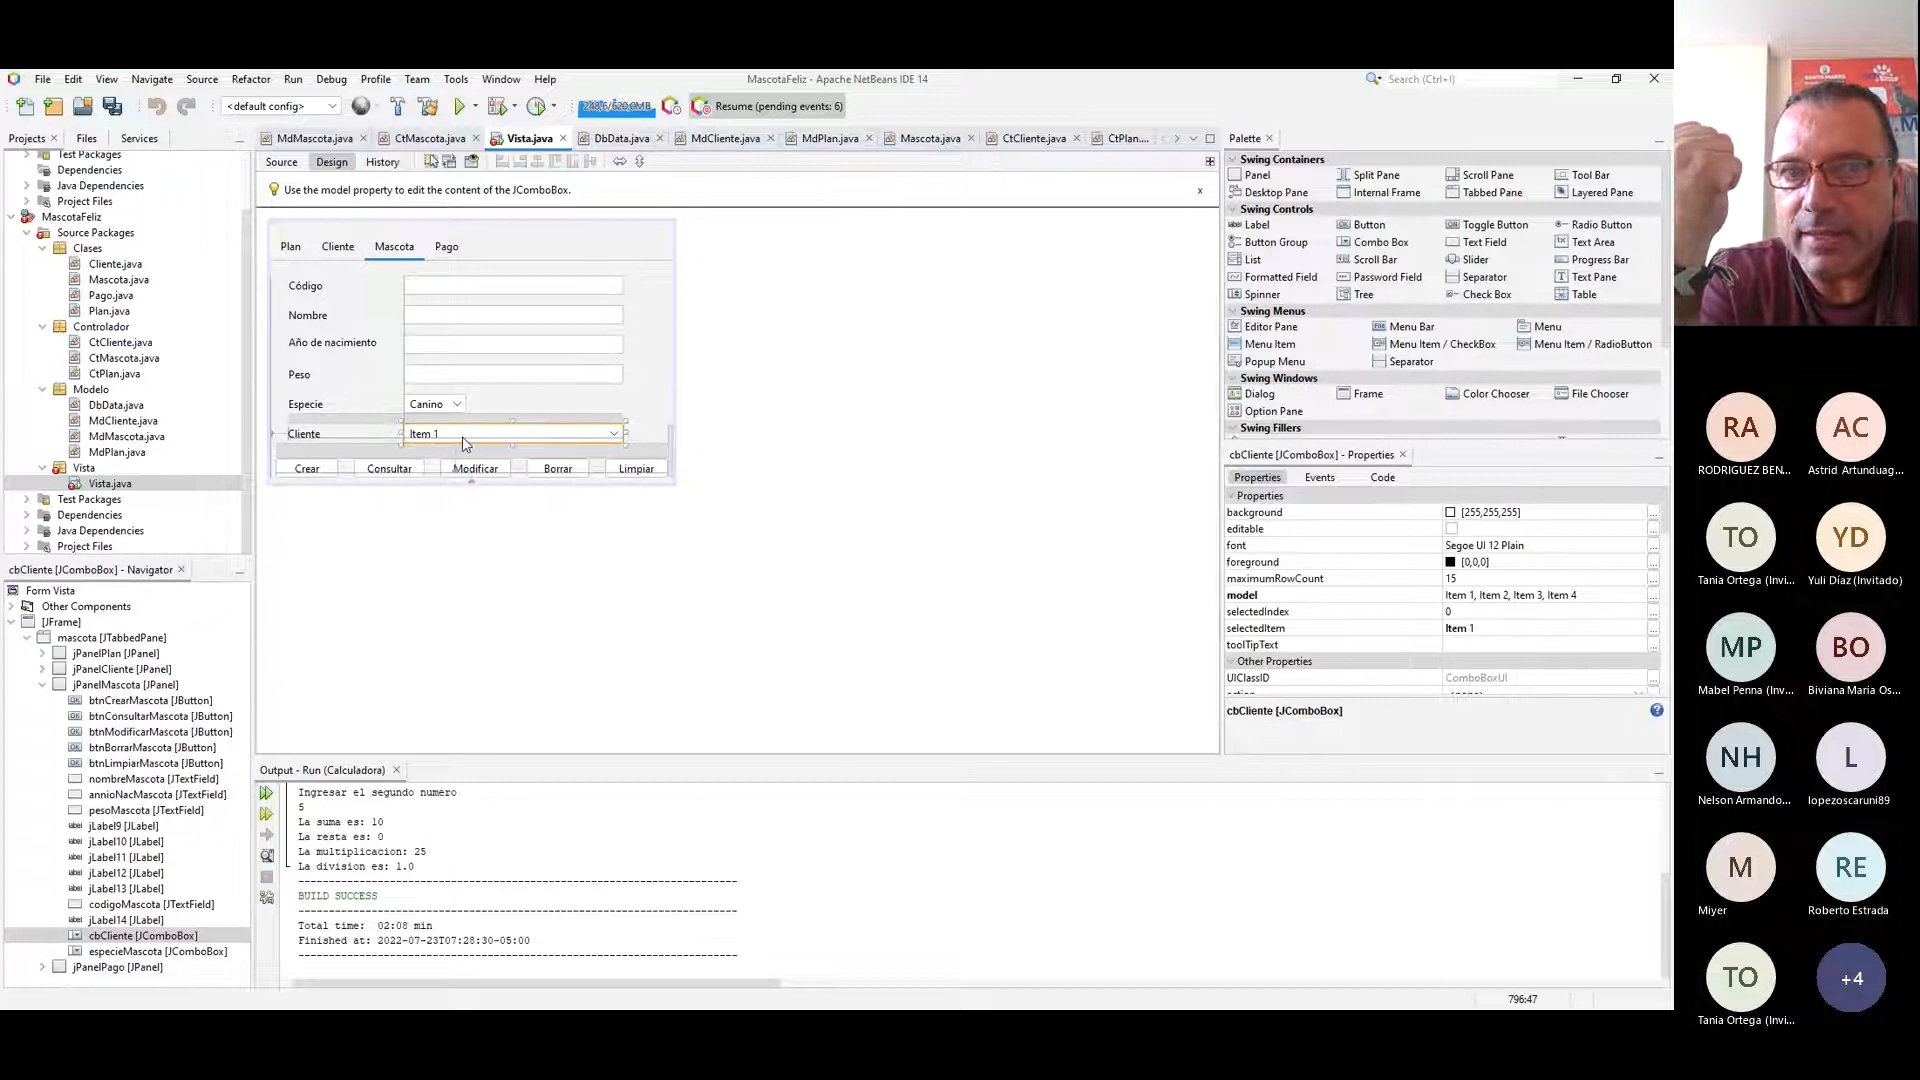 File Edit View Navigate Source Refactor Run Debug Profile Team Tools Window Help
MascotaFeliz - Apache NetBeans IDE 14
Search (Ctrl+I)
<default config>
248,6/620,0MB
Resume (pending events: 6)
Projects
Files
Services
MdMascota.java
CtMascota.java
Vista.java
DbData.java
MdCliente.java
MdPlan.java
Mascota.java
CtCliente.java
CtPlan....
Source
Design
History
Use the model property to edit the content of the JComboBox.
x
Test Packages
Dependencies
Java Dependencies
Project Files
MascotaFeliz
Source Packages
Clases
Cliente.java
Mascota.java
Pago.java
Plan.java
Controlador
CtCliente.java
CtMascota.java
CtPlan.java
Modelo
DbData.java
MdCliente.java
MdMascota.java
MdPlan.java
Vista
Vista.java
Test Packages
Dependencies
Java Dependencies
Project Files
cbCliente [JComboBox] - Navigator
Form Vista
Other Components
[JFrame]
mascota [JTabbedPane]
jPanelPlan [JPanel]
jPanelCliente [JPanel]
jPanelMascota [JPanel]
btnCrearMascota [JButton]
btnConsultarMascota [JButton]
btnModificarMascota [JButton]
btnBorrarMascota [JButton]
btnLimpiarMascota [JButton]
nombreMascota [JTextField]
annioNacMascota [JTextField]
pesoMascota [JTextField]
jLabel9 [JLabel]
jLabel10 [JLabel]
jLabel11 [JLabel]
jLabel12 [JLabel]
jLabel13 [JLabel]
codigoMascota [JTextField]
jLabel14 [JLabel]
cbCliente [JComboBox]
especieMascota [JComboBox]
jPanelPago [JPanel]
Plan
Cliente
Mascota
Pago
Código
Nombre
Año de nacimiento
Peso
Especie
Canino
Cliente
Item 1
Crear
Consultar
Modificar
Borrar
Limpiar
Output - Run (Calculadora)
Ingresar el segundo numero
5
La suma es: 10
La resta es: 0
La multiplicacion: 25
La division es: 1.0
------------------------------------------------------------------------
BUILD SUCCESS
------------------------------------------------------------------------
Total time:  02:08 min
Finished at: 2022-07-23T07:28:30-05:00
------------------------------------------------------------------------
796:47
Palette
Swing Containers
Panel
Split Pane
Scroll Pane
Tool Bar
Desktop Pane
Internal Frame
Tabbed Pane
Layered Pane
Swing Controls
Label
Button
Toggle Button
Radio Button
Button Group
Combo Box
Text Field
Text Area
List
Scroll Bar
Slider
Progress Bar
Formatted Field
Password Field
Separator
Text Pane
Spinner
Tree
Check Box
Table
Swing Menus
Editor Pane
Menu Bar
Menu
Menu Item
Menu Item / CheckBox
Menu Item / RadioButton
Popup Menu
Separator
Swing Windows
Dialog
Frame
Color Chooser
File Chooser
Option Pane
Swing Fillers
cbCliente [JComboBox] - Properties
Properties
Events
Code
Properties
background [255,255,255] ...
editable ...
font Segoe UI 12 Plain ...
foreground [0,0,0] ...
maximumRowCount 15 ...
model Item 1, Item 2, Item 3, Item 4 ...
selectedIndex 0 ...
selectedItem Item 1 ...
toolTipText ...
Other Properties
UIClassID ComboBoxUI ...
cbCliente [JComboBox]
RA
RODRIGUEZ BEN...
AC
Astrid Artunduag...
TO
Tania Ortega (Invi...
YD
Yuli Díaz (Invitado)
MP
Mabel Penna (Inv...
BO
Biviana Maria Os...
NH
Nelson Armando...
L
lopezoscaruni89
M
Miyer
RE
Roberto Estrada
TO
Tania Ortega (Invi...
+4